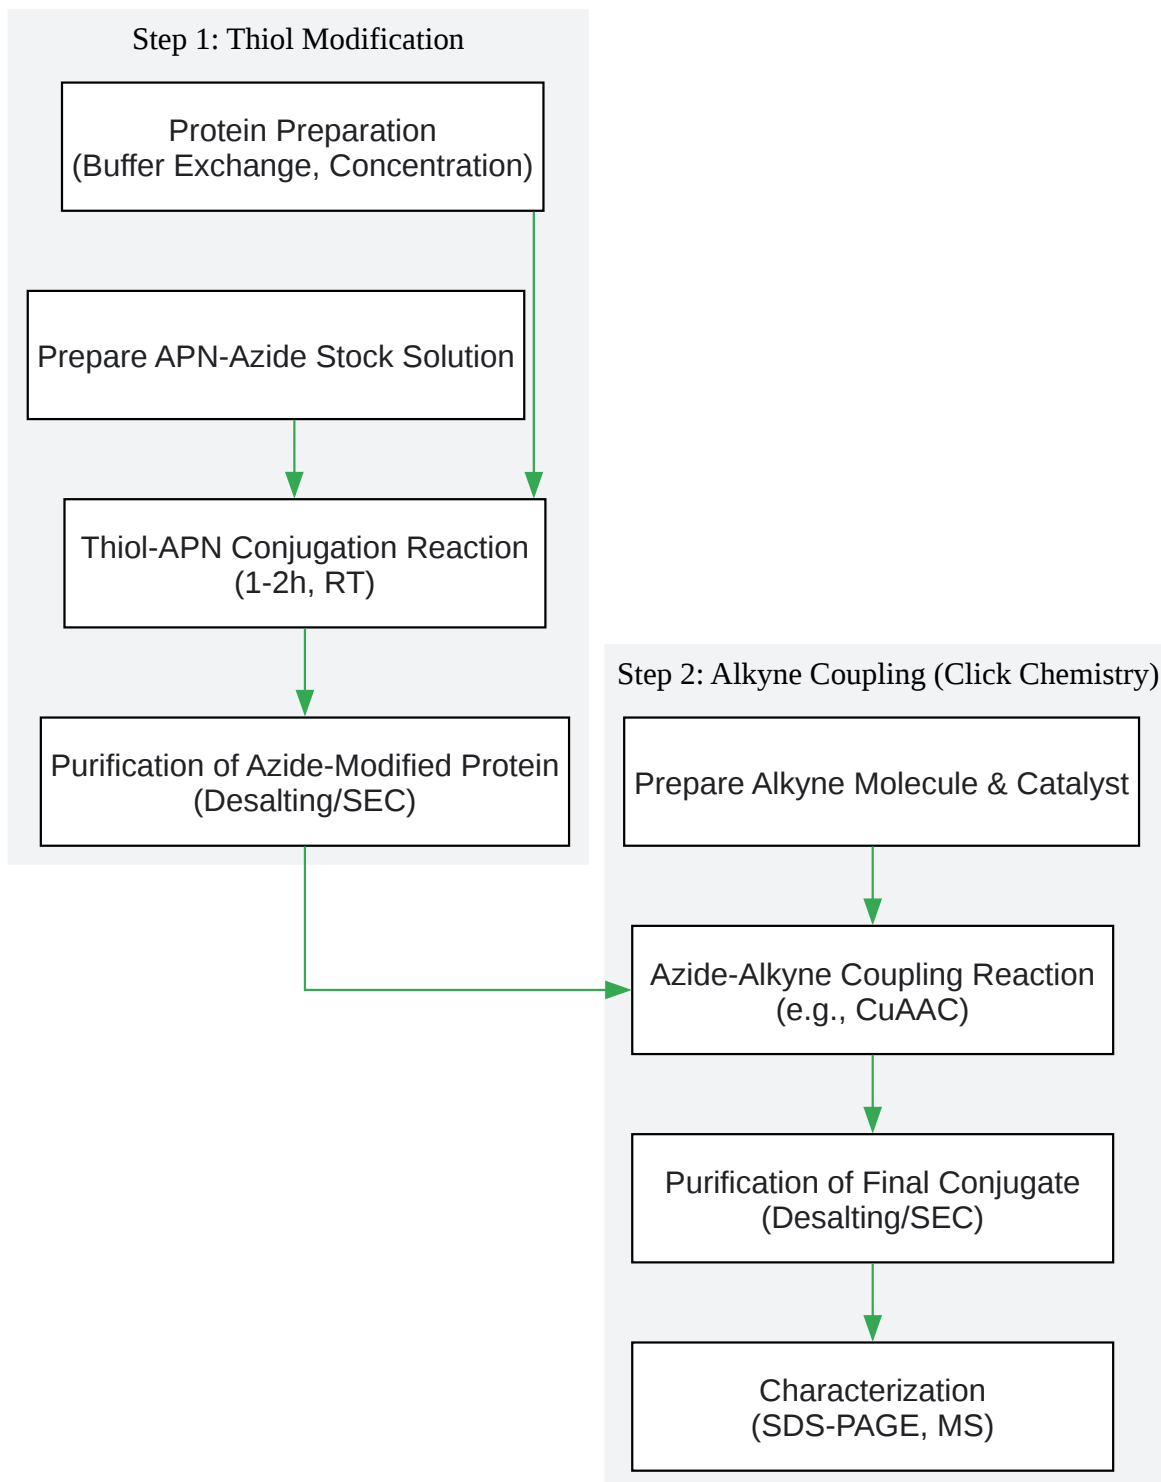 Step 1: Thiol Modification
Protein Preparation
(Buffer Exchange, Concentration)
Prepare APN-Azide Stock Solution
Thiol-APN Conjugation Reaction
(1-2h, RT)
Purification of Azide-Modified Protein
(Desalting/SEC)
Step 2: Alkyne Coupling (Click Chemistry)
Prepare Alkyne Molecule & Catalyst
Azide-Alkyne Coupling Reaction
(e.g., CuAAC)
Purification of Final Conjugate
(Desalting/SEC)
Characterization
(SDS-PAGE, MS)